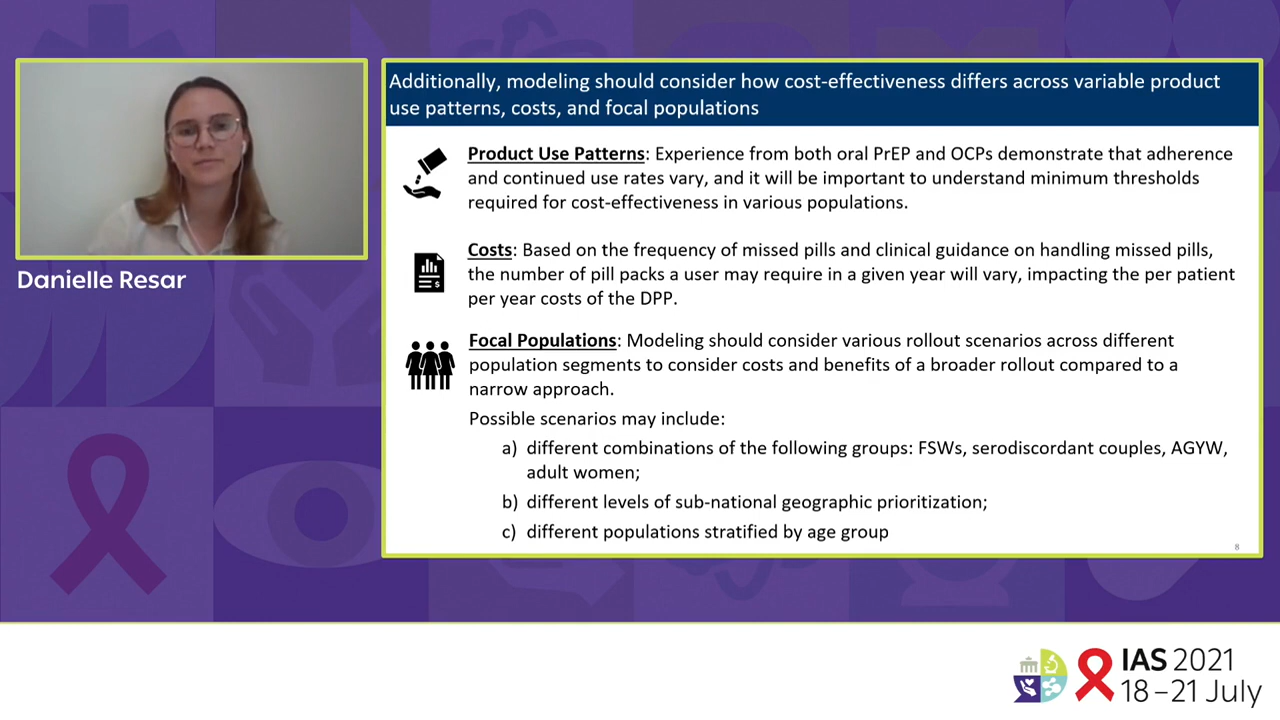 Additionally, modeling should consider how cost-effectiveness differs across variable product
use patterns, costs, and focal populations
Product Use Patterns: Experience from both oral PrEP and OCPs demonstrate that adherence
and continued use rates vary, and it will be important to understand minimum thresholds
required for cost-effectiveness in various populations.
Costs: Based on the frequency of missed pills and clinical guidance on handling missed pills,
the number of pill packs a user may require in a given year will vary, impacting the per patient
per year costs of the DPP.
Focal Populations: Modeling should consider various rollout scenarios across different
population segments to consider costs and benefits of a broader rollout compared to a
narrow approach.
Possible scenarios may include:
a) different combinations of the following groups: FSWs, serodiscordant couples, AGYW,
adult women;
b) different levels of sub-national geographic prioritization;
c) different populations stratified by age group
8
Danielle Resar
IAS 2021
18–21 July